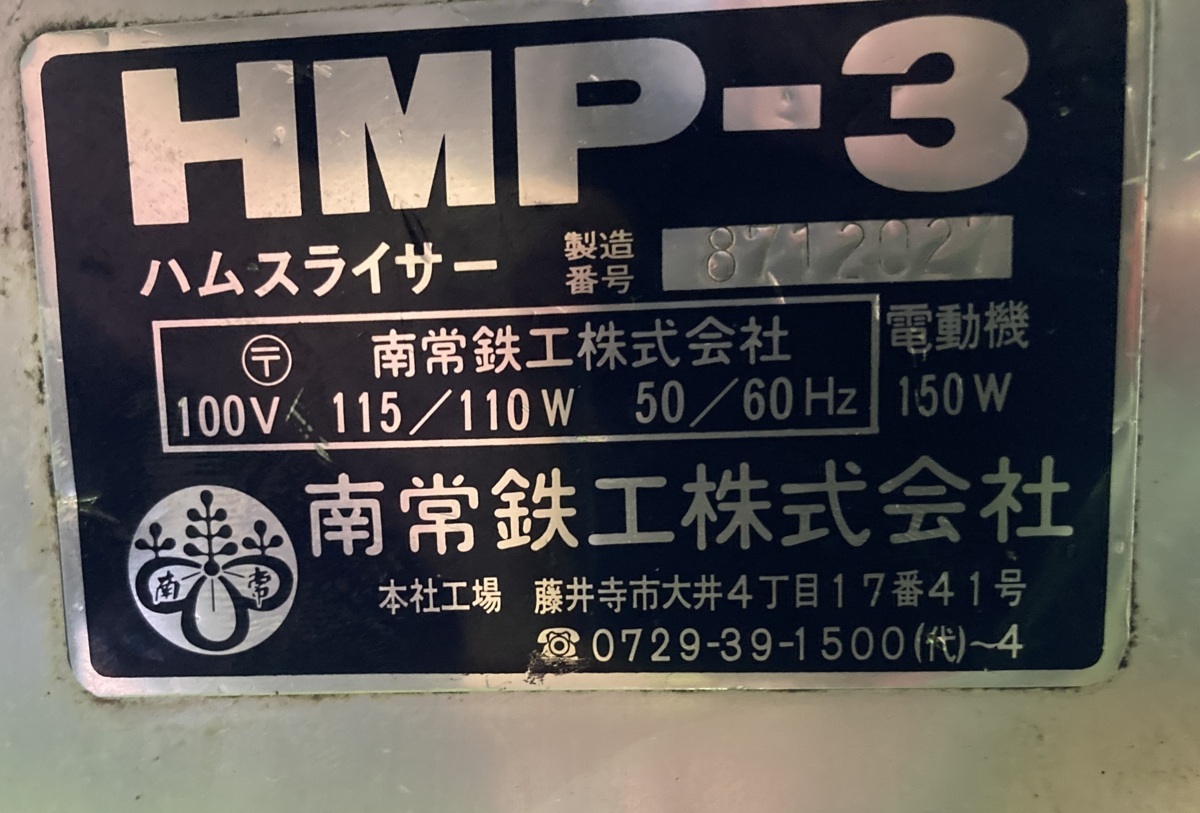 HMP-3
ハムスライサー 製造番号 8712027
〒 南常鉄工株式会社 電動機
100V 115/110W 50/60Hz 150W
南常鉄工株式会社
南 常
本社工場 藤井寺市大井4丁目17番41号
☎0729-39-1500(代)~4